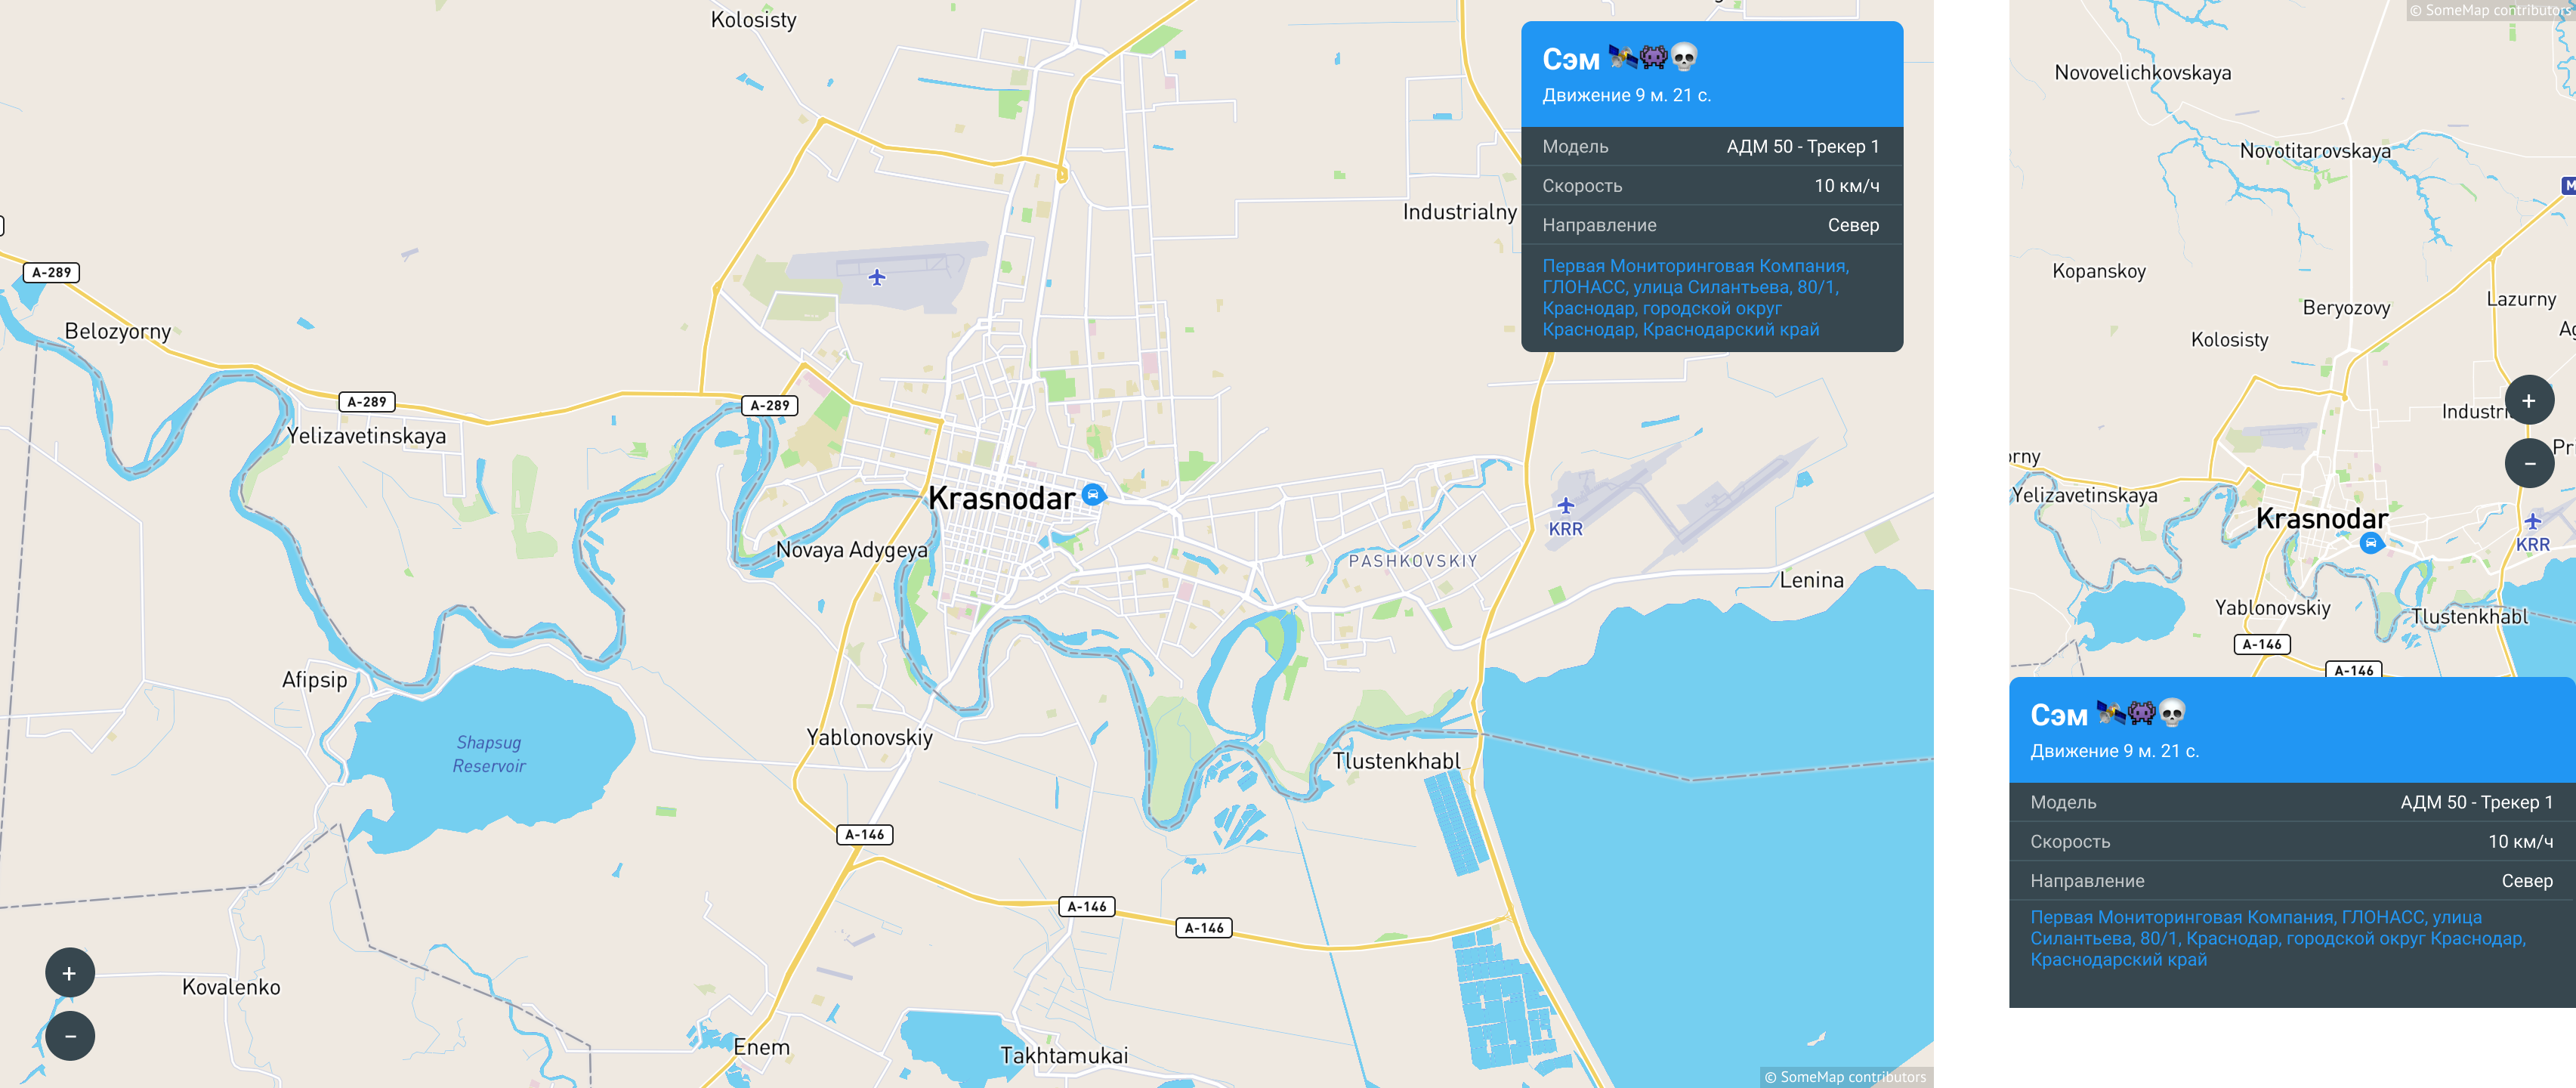 Kolosisty
Сэм
Движение 9 м. 21 с.
Модель АДМ 50 - Трекер 1
Скорость 10 км/ч
Industrialny
Направление Север
A-289
Первая Мониторинговая Компания,
ГЛОНАСС, улица Силантьева, 80/1,
Краснодар, городской округ
Краснодар, Краснодарский край
Belozyorny
A-289
A-289
Yelizavetinskaya
Krasnodar
KRR
Novaya Adygeya
PASHKOVSKIY
Lenina
Afipsip
Shapsug
Reservoir
Yablonovskiy
Tlustenkhabl
A-146
A-146
A-146
+
Kovalenko
−
Enem
Takhtamukai
© SomeMap contributors
© SomeMap contributors
Novovelichkovskaya
Novotitarovskaya
Kopanskoy
Lazurny
Beryozovy
Kolosisty
+
−
Yelizavetinskaya
Krasnodar
KRR
Yablonovskiy
Tlustenkhabl
A-146
A-146
Сэм
Движение 9 м. 21 с.
Модель АДМ 50 - Трекер 1
Скорость 10 км/ч
Направление Север
Первая Мониторинговая Компания, ГЛОНАСС, улица
Силантьева, 80/1, Краснодар, городской округ Краснодар,
Краснодарский край